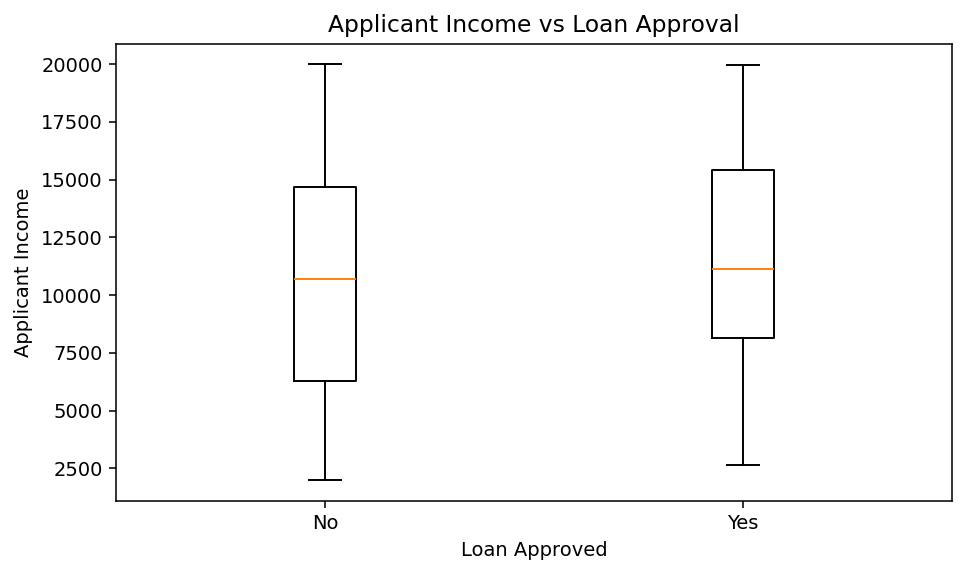 Applicant Income vs Loan Approval
Applicant Income
20000
17500
15000
12500
10000
7500
5000
2500
No Yes
Loan Approved